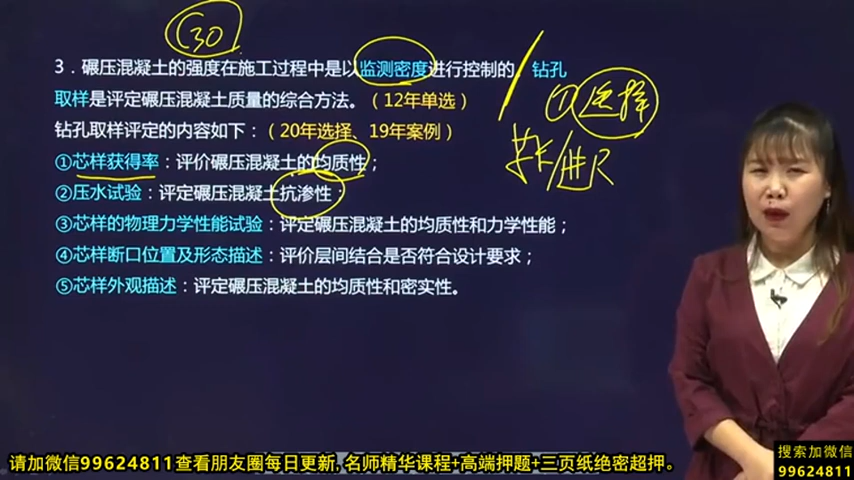 30
3．碾压混凝土的强度在施工过程中是以监测密度进行控制的，钻孔
取样是评定碾压混凝土质量的综合方法。（12年单选）
①选择
钻孔取样评定的内容如下：（20年选择、19年案例）
①芯样获得率：评价碾压混凝土的均质性；
②压水试验：评定碾压混凝土抗渗性；
③芯样的物理力学性能试验：评定碾压混凝土的均质性和力学性能；
④芯样断口位置及形态描述：评价层间结合是否符合设计要求；
⑤芯样外观描述：评定碾压混凝土的均质性和密实性。
请加微信99624811查看朋友圈每日更新,名师精华课程+高端押题+三页纸绝密超押。
搜索加微信
99624811